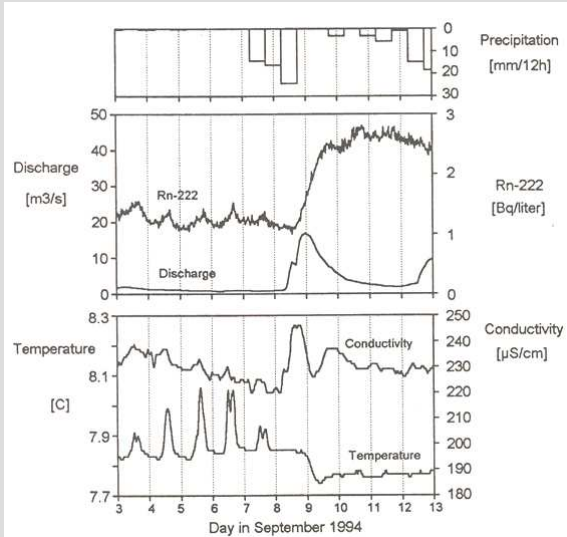 0
10
20
30
Precipitation
[mm/12h]
50
40
30
20
10
0
Discharge
[m3/s]
Rn-222
Discharge
3
2
1
0
Rn-222
[Bq/liter]
8.3
8.1
7.9
7.7
Temperature
[C]
Conductivity
Temperature
250
240
230
220
210
200
190
180
Conductivity
[µS/cm]
3 4 5 6 7 8 9 10 11 12 13
Day in September 1994